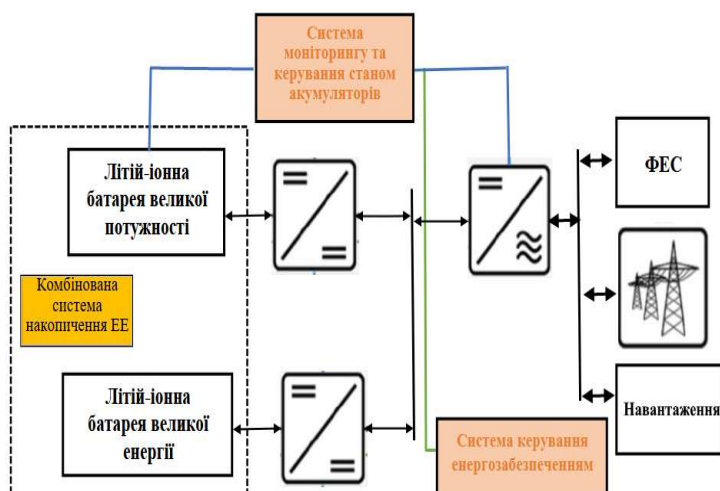 Система
моніторингу та
керування станом
акумуляторів
Літій-іонна
батарея великої
потужності
ФЕС
Комбінована
система
накопичення ЕЕ
Літій-іонна
батарея великої
енергії
Навантаження
Система керування
енергозабезпеченням